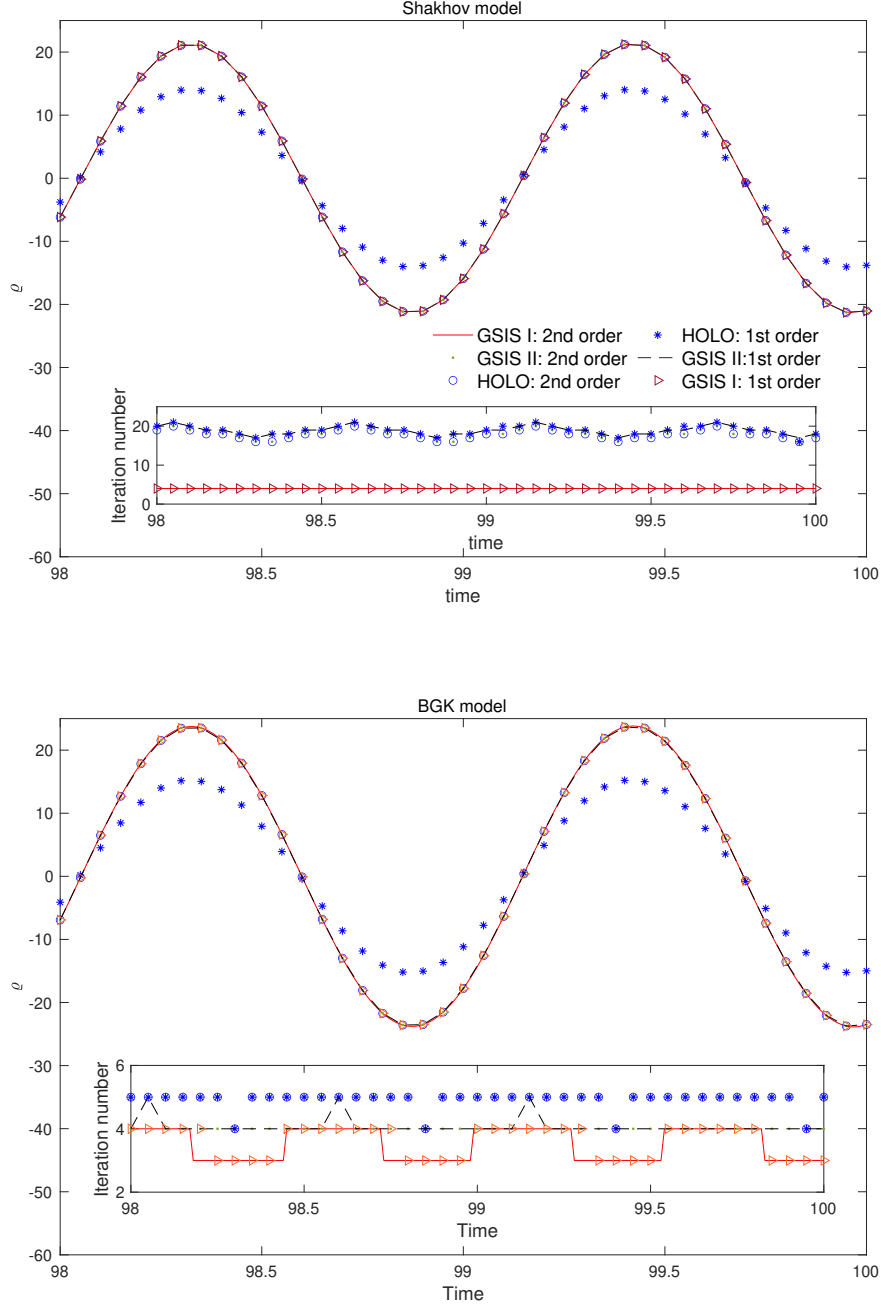 Shakhov model
20
10
0
-10
-20
-30
-40
-50
-60
ϱ
GSIS I: 2nd order
GSIS II: 2nd order
HOLO: 2nd order
HOLO: 1st order
GSIS II:1st order
GSIS I: 1st order
Iteration number
20
10
0
98
98.5
99
99.5
100
time
98
98.5
99
99.5
100
time
BGK model
20
10
0
-10
-20
-30
-40
-50
-60
ϱ
Iteration number
6
4
2
98
98.5
99
99.5
100
Time
98
98.5
99
99.5
100
Time